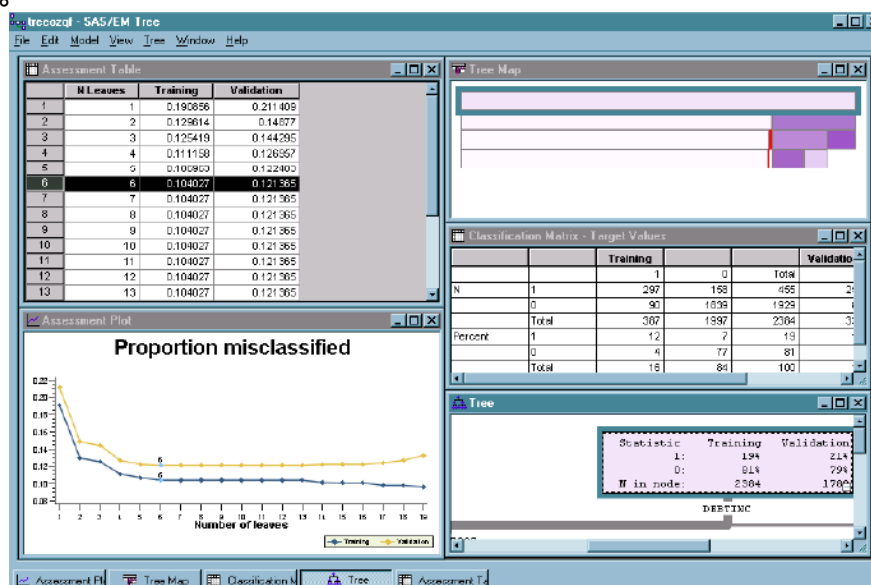 treeozqf - SAS/EM Tree
File Edit Model View Tree Window Help
Assessment Table
N Leaves Training Validation
1 1 0.190856 0.211409
2 2 0.129614 0.14877
3 3 0.125419 0.144295
4 4 0.111158 0.126957
5 5
6 6 0.104027 0.121365
7 7 0.104027 0.121365
8 8 0.104027 0.121365
9 9 0.104027 0.121365
10 10 0.104027 0.121365
11 11 0.104027 0.121365
12 12 0.104027 0.121365
13 13 0.104027 0.121365
Tree Map
Classification Matrix - Target Values
Training Validatio
1 0 Total
N 1 297 158 455
0 90 1839 1929
Total 387 1997 2384
Percent 1 12 7 19
0 4 77 81
Total 16 84 100
Assessment Plot
Proportion misclassified
0.22
0.20
0.16
0.14
0.12
0.10
0.08
6
6
1 2 3 4 5 6 7 8 9 10 11 12 13 14 15 16 17 18 19
Number of leaves
Training Validation
Tree
Statistic Training Validation
1: 19% 21%
0: 81% 79%
N in node: 2384
DEBTINC
Assessment Pl Tree Map Classification M Tree Assessment Ta